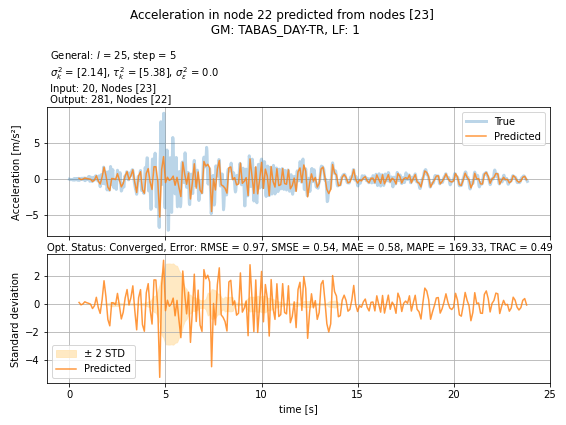 Acceleration in node 22 predicted from nodes [23]
GM: TABAS_DAY-TR, LF: 1
General: l = 25, step = 5
σ²ₖ = [2.14], τ²ₖ = [5.38], σ²ε = 0.0
Input: 20, Nodes [23]
Output: 281, Nodes [22]
Acceleration [m/s²]
5
0
−5
True
Predicted
Opt. Status: Converged, Error: RMSE = 0.97, SMSE = 0.54, MAE = 0.58, MAPE = 169.33, TRAC = 0.49
Standard deviation
2
0
−2
−4
± 2 STD
Predicted
0 5 10 15 20 25
time [s]